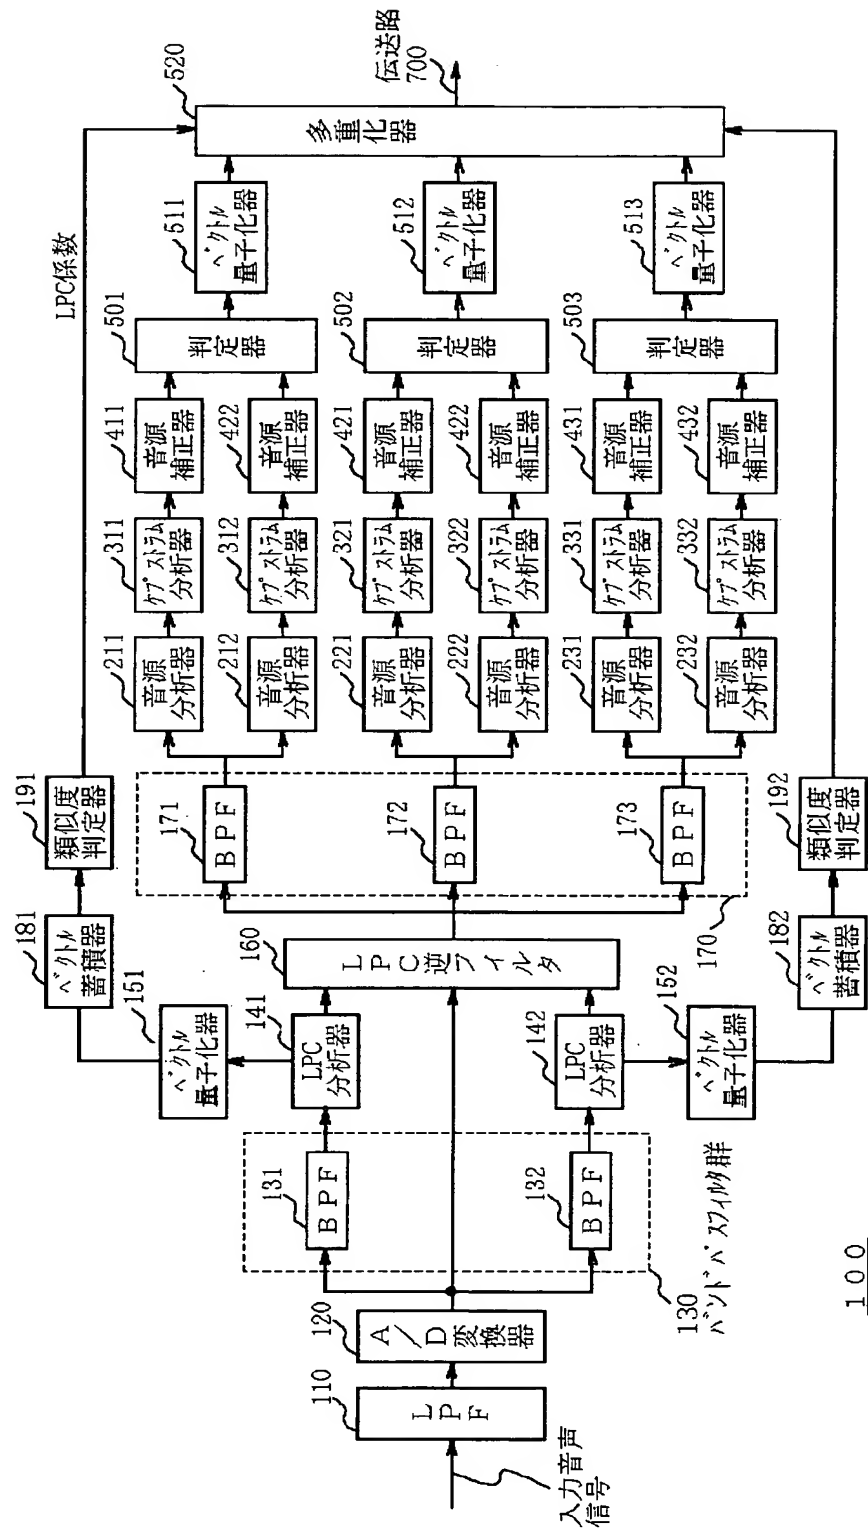 入力音声
信号
110
LPF
120
A/D変換器
130
バンドパスフィルタ群
131
BPF
132
BPF
141
LPC
分析器
142
LPC
分析器
151
ベクトル
量子化器
152
ベクトル
量子化器
160
LPC逆フィルタ
170
171
BPF
172
BPF
173
BPF
181
ベクトル
蓄積器
182
ベクトル
蓄積器
191
類似度
判定器
192
類似度
判定器
LPC係数
211
音源
分析器
212
音源
分析器
221
音源
分析器
222
音源
分析器
231
音源
分析器
232
音源
分析器
311
ケプストラム
分析器
312
ケプストラム
分析器
321
ケプストラム
分析器
322
ケプストラム
分析器
331
ケプストラム
分析器
332
ケプストラム
分析器
411
音源
補正器
422
音源
補正器
421
音源
補正器
422
音源
補正器
431
音源
補正器
432
音源
補正器
501
判定器
502
判定器
503
判定器
511
ベクトル
量子化器
512
ベクトル
量子化器
513
ベクトル
量子化器
520
多重化器
伝送路
700
100